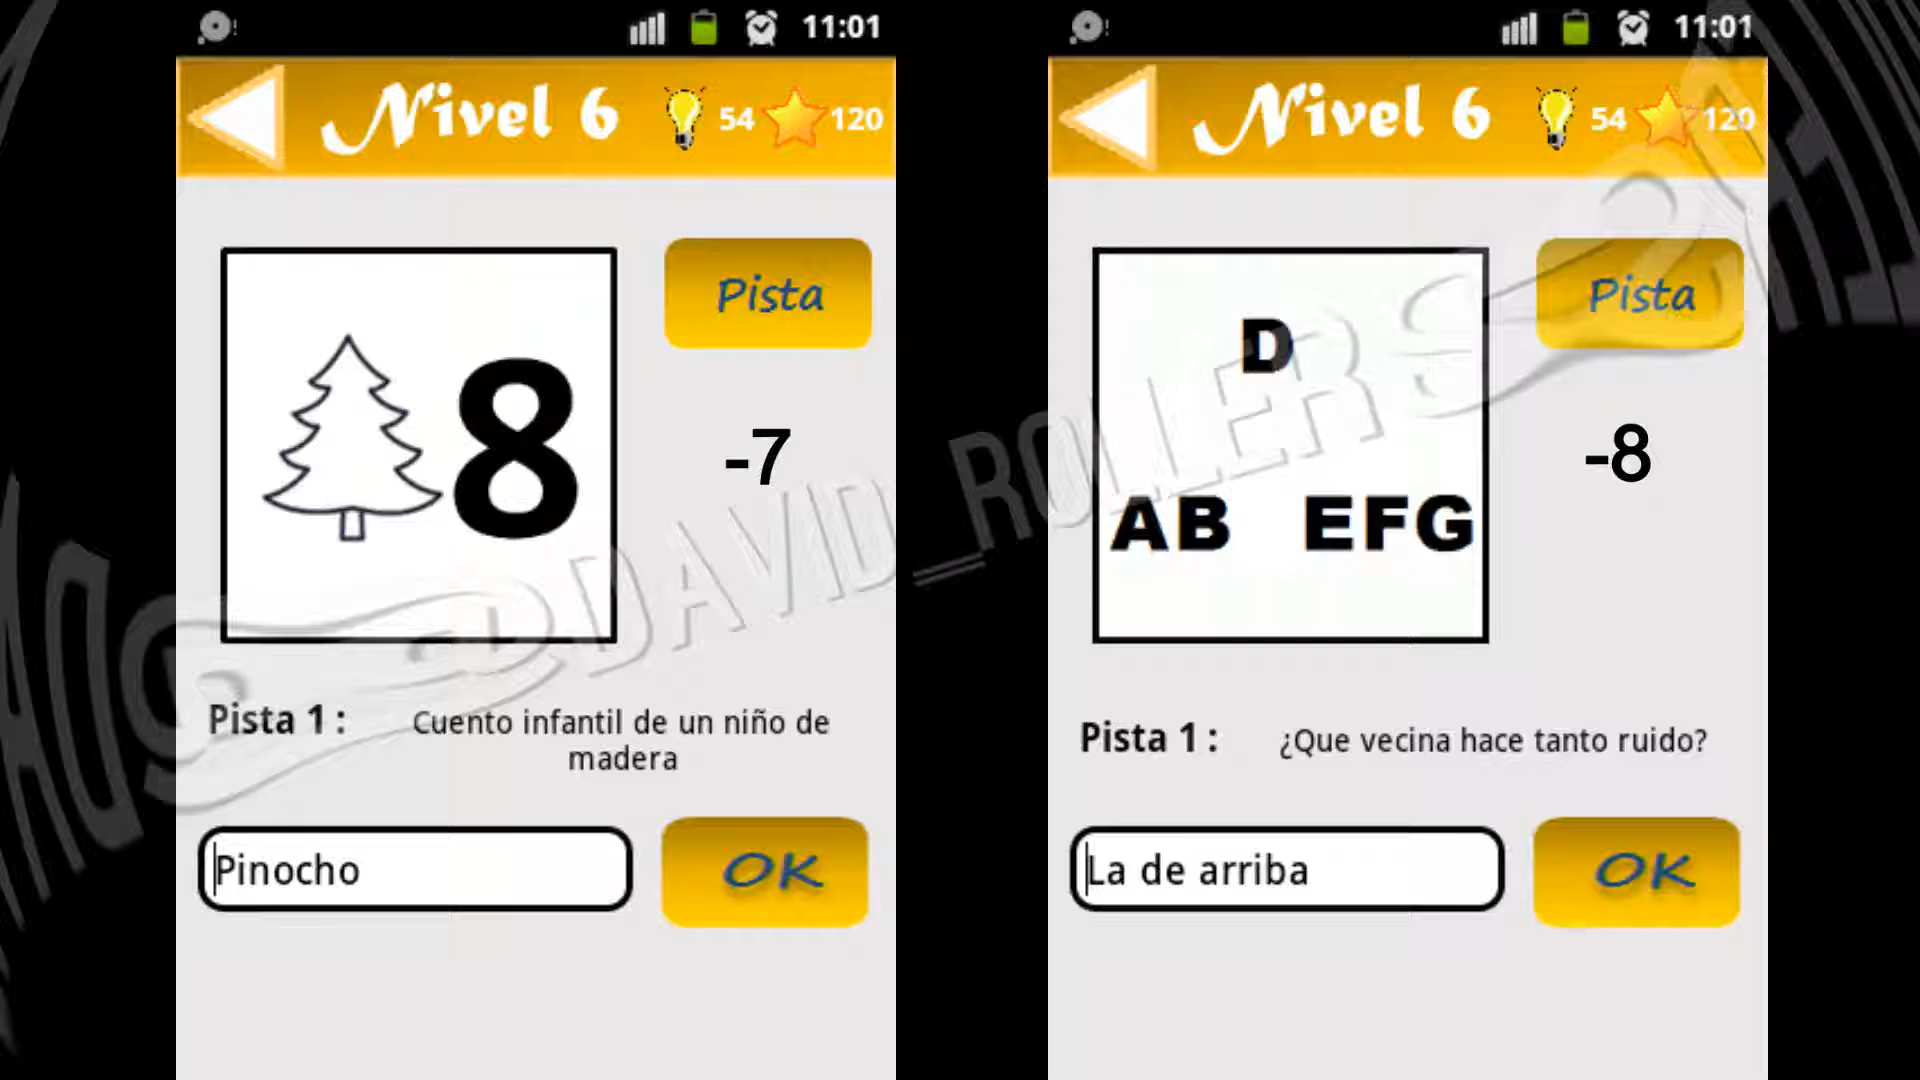 11:01
Nivel 6 54 120
8
Pista
-7
Pista 1 : Cuento infantil de un niño de
madera
Pinocho
OK
11:01
Nivel 6 54 120
D
AB EFG
Pista
-8
Pista 1 : ¿Que vecina hace tanto ruido?
La de arriba
OK
DAVID_ROLLERS